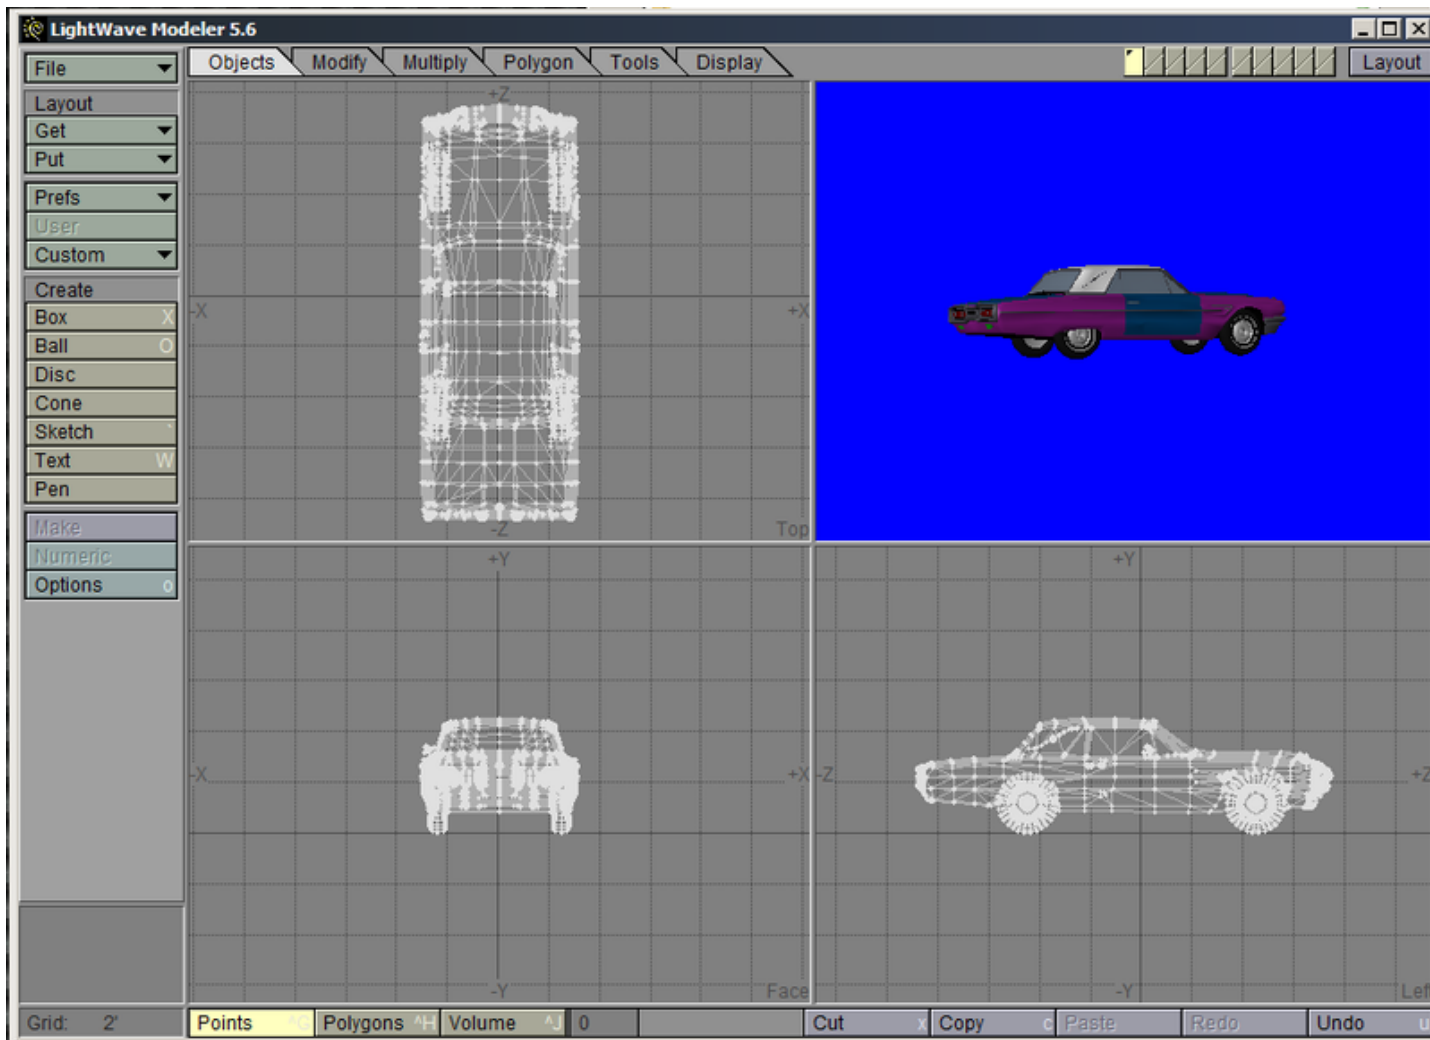 LightWave Modeler 5.6
Objects Modify Multiply Polygon Tools Display Layout
File
Layout
Get
Put
Prefs
User
Custom
Create
Box X
Ball O
Disc
Cone
Sketch `
Text W
Pen
Make
Numeric
Options o
+Z
-X +X
-Z Top
+Y
-X +X
-Y Face
+Y
-Z +Z
-Y Left
Grid: 2' Points ^G Polygons ^H Volume ^J 0 Cut x Copy c Paste Redo Undo u